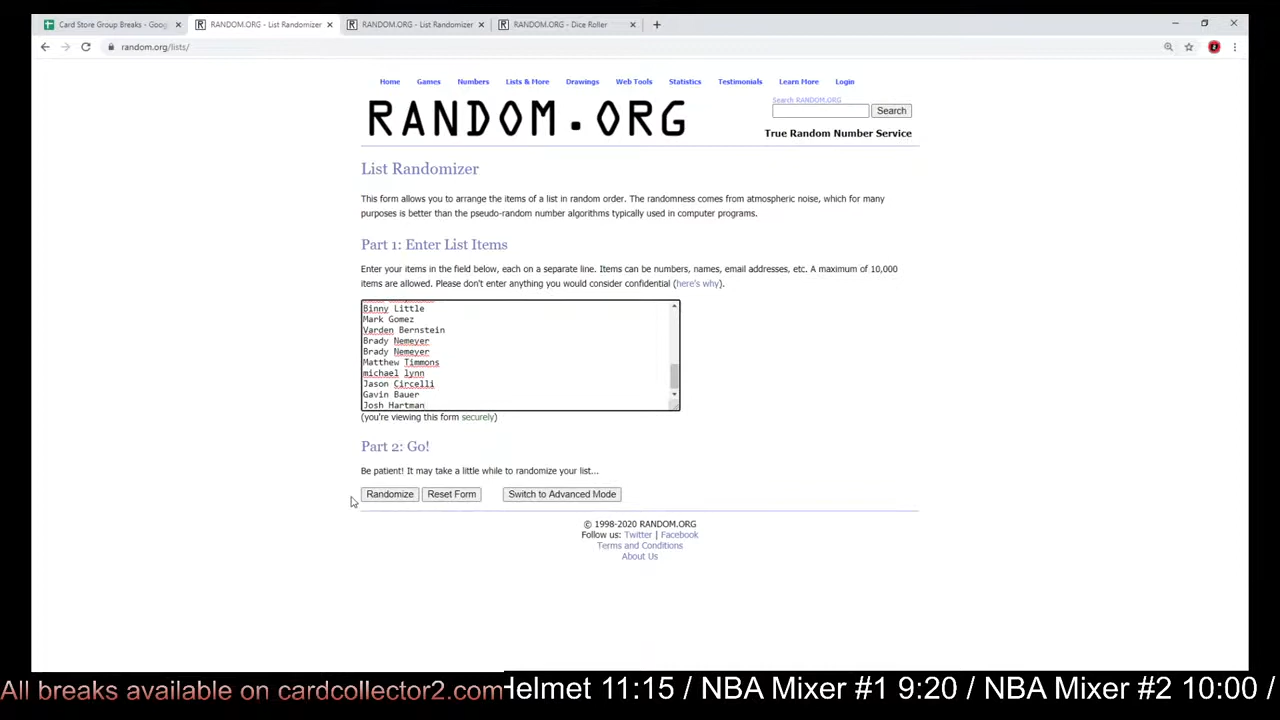 Card Store Group Breaks - Goog
RANDOM.ORG - List Randomizer
RANDOM.ORG - List Randomizer
RANDOM.ORG - Dice Roller
random.org/lists/
Home Games Numbers Lists & More Drawings Web Tools Statistics Testimonials Learn More Login
RANDOM.ORG
Search RANDOM.ORG
Search
True Random Number Service
List Randomizer
This form allows you to arrange the items of a list in random order. The randomness comes from atmospheric noise, which for many
purposes is better than the pseudo-random number algorithms typically used in computer programs.
Part 1: Enter List Items
Enter your items in the field below, each on a separate line. Items can be numbers, names, email addresses, etc. A maximum of 10,000
items are allowed. Please don't enter anything you would consider confidential (here's why).
Binny Little
Mark Gomez
Varden Bernstein
Brady Nemeyer
Brady Nemeyer
Matthew Timmons
michael lynn
Jason Circelli
Gavin Bauer
Josh Hartman
(you're viewing this form securely)
Part 2: Go!
Be patient! It may take a little while to randomize your list...
Randomize Reset Form Switch to Advanced Mode
© 1998-2020 RANDOM.ORG
Follow us: Twitter | Facebook
Terms and Conditions
About Us
All breaks available on cardcollector2.com Helmet 11:15 / NBA Mixer #1 9:20 / NBA Mixer #2 10:00 /